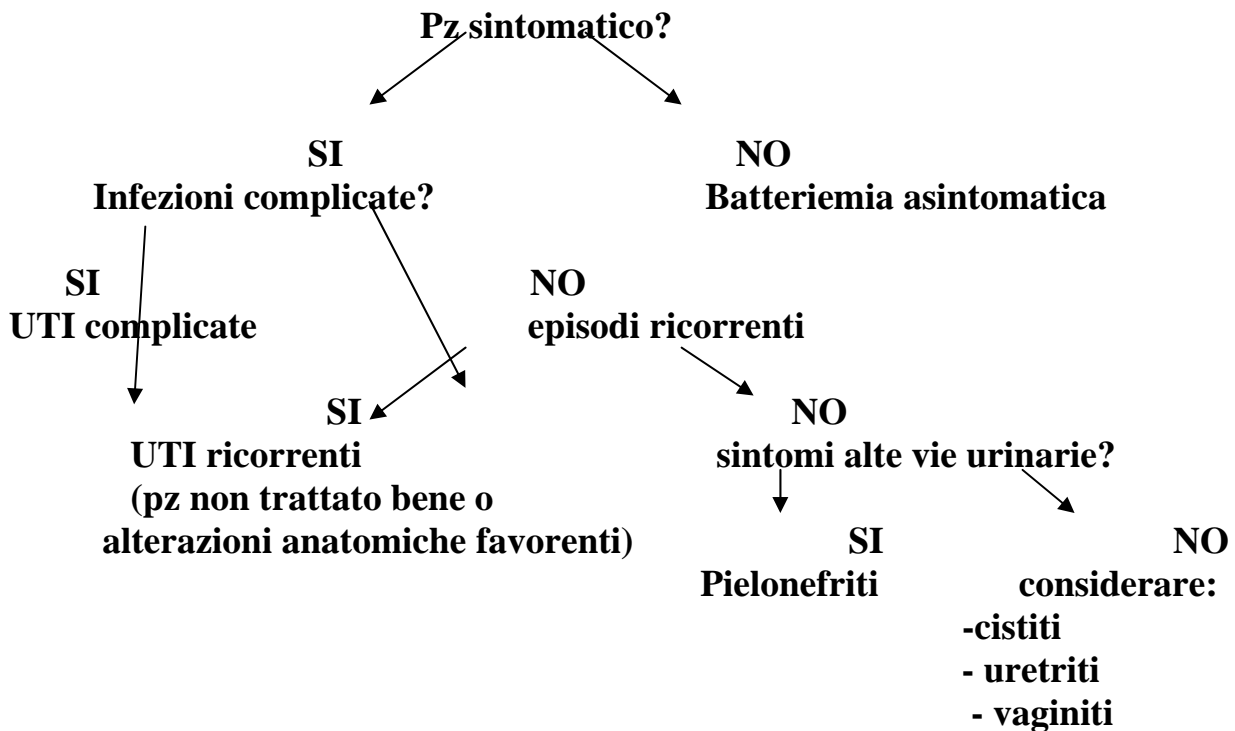 Pz sintomatico?
SI NO
Infezioni complicate? Batteriemia asintomatica
SI NO
UTI complicate episodi ricorrenti
SI NO
UTI ricorrenti sintomi alte vie urinarie?
(pz non trattato bene o
alterazioni anatomiche favorenti) SI NO
Pielonefriti considerare:
-cistiti
- uretriti
- vaginiti